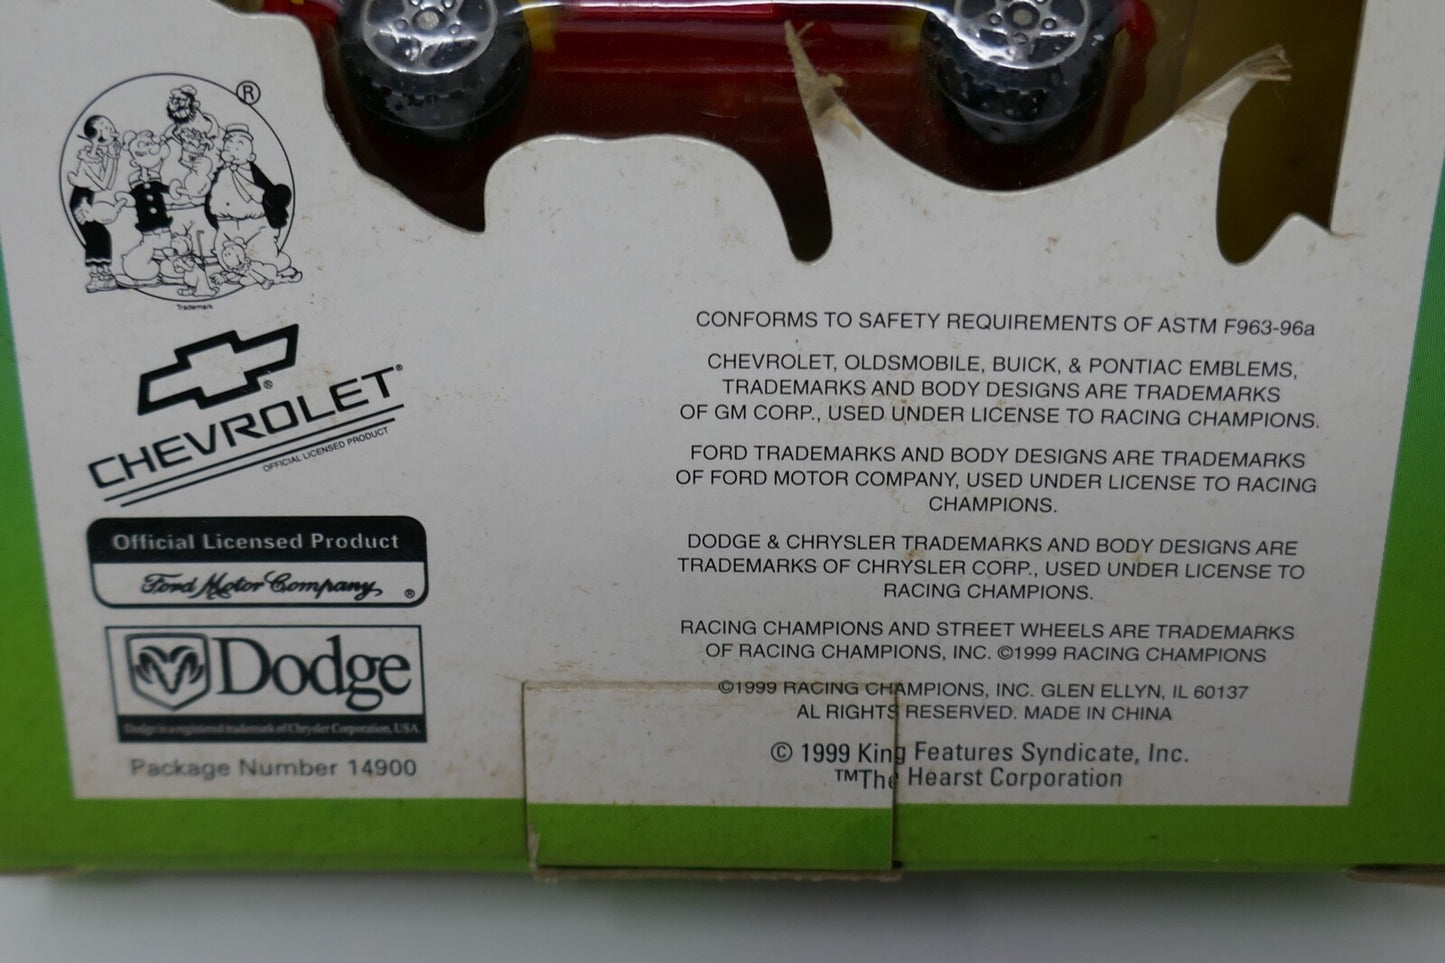 ®
Trademark
®
CHEVROLET®
OFFICIAL LICENSED PRODUCT
Official Licensed Product
Ford Motor Company ®
Dodge
Dodge is a registered trademark of Chrysler Corporation, USA.
Package Number 14900
CONFORMS TO SAFETY REQUIREMENTS OF ASTM F963-96a
CHEVROLET, OLDSMOBILE, BUICK, & PONTIAC EMBLEMS,
TRADEMARKS AND BODY DESIGNS ARE TRADEMARKS
OF GM CORP., USED UNDER LICENSE TO RACING CHAMPIONS.
FORD TRADEMARKS AND BODY DESIGNS ARE TRADEMARKS
OF FORD MOTOR COMPANY, USED UNDER LICENSE TO RACING
CHAMPIONS.
DODGE & CHRYSLER TRADEMARKS AND BODY DESIGNS ARE
TRADEMARKS OF CHRYSLER CORP., USED UNDER LICENSE TO
RACING CHAMPIONS.
RACING CHAMPIONS AND STREET WHEELS ARE TRADEMARKS
OF RACING CHAMPIONS, INC. ©1999 RACING CHAMPIONS
©1999 RACING CHAMPIONS, INC. GLEN ELLYN, IL 60137
AL RIGHTS RESERVED. MADE IN CHINA
© 1999 King Features Syndicate, Inc.
™The Hearst Corporation